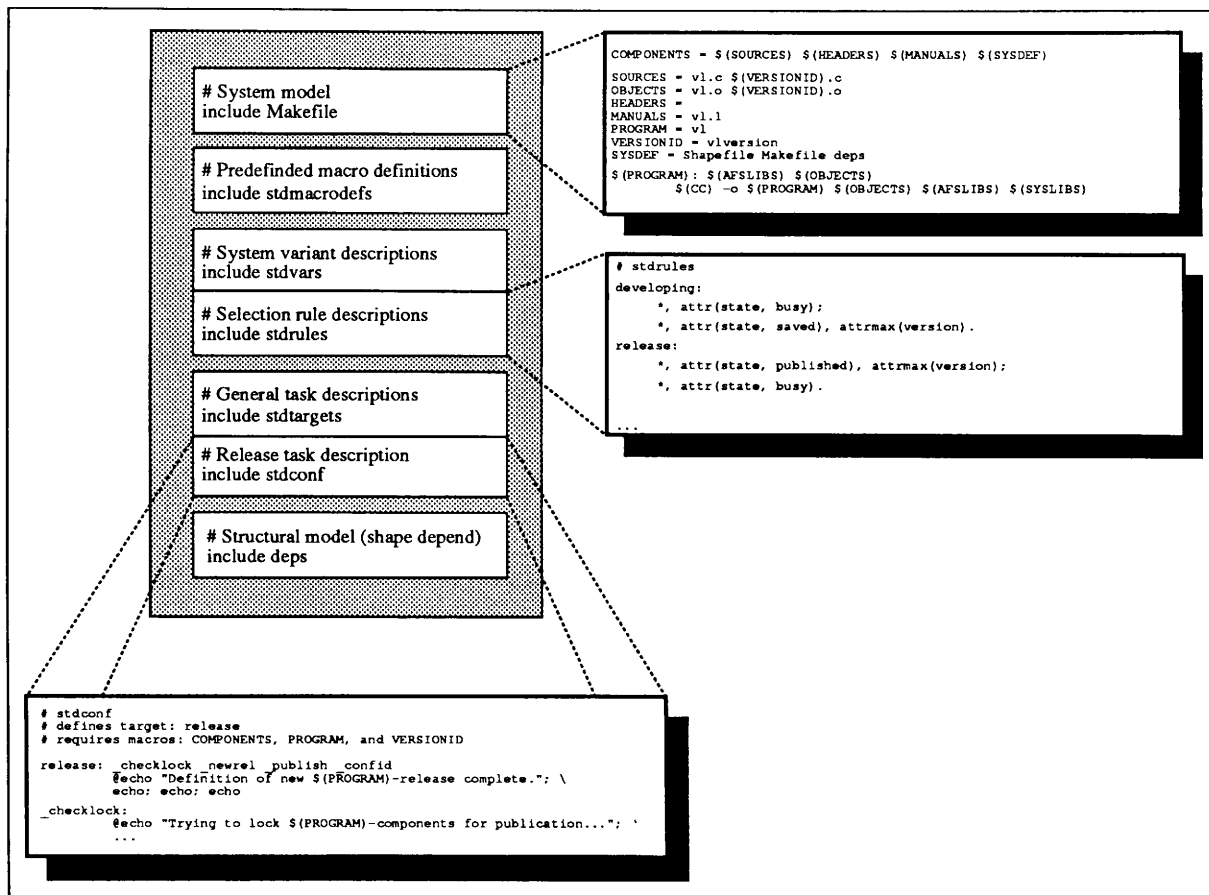 # System model
include Makefile
# Predefinded macro definitions
include stdmacrodefs
# System variant descriptions
include stdvars
# Selection rule descriptions
include stdrules
# General task descriptions
include stdtargets
# Release task description
include stdconf
# Structural model (shape depend)
include deps
COMPONENTS = $(SOURCES) $(HEADERS) $(MANUALS) $(SYSDEF)
SOURCES = vl.c $(VERSIONID).c
OBJECTS = vl.o $(VERSIONID).o
HEADERS =
MANUALS = vl.1
PROGRAM = vl
VERSIONID = vlversion
SYSDEF = Shapefile Makefile deps
$(PROGRAM): $(AFSLIBS) $(OBJECTS)
$(CC) -o $(PROGRAM) $(OBJECTS) $(AFSLIBS) $(SYSLIBS)
# stdrules
developing:
*, attr(state, busy);
*, attr(state, saved), attrmax(version).
release:
*, attr(state, published), attrmax(version);
*, attr(state, busy).
...
# stdconf
# defines target: release
# requires macros: COMPONENTS, PROGRAM, and VERSIONID
release: _checklock _newrel _publish _confid
@echo "Definition of new $(PROGRAM)-release complete."; \
echo; echo; echo
_checklock:
@echo "Trying to lock $(PROGRAM)-components for publication..."; \
...